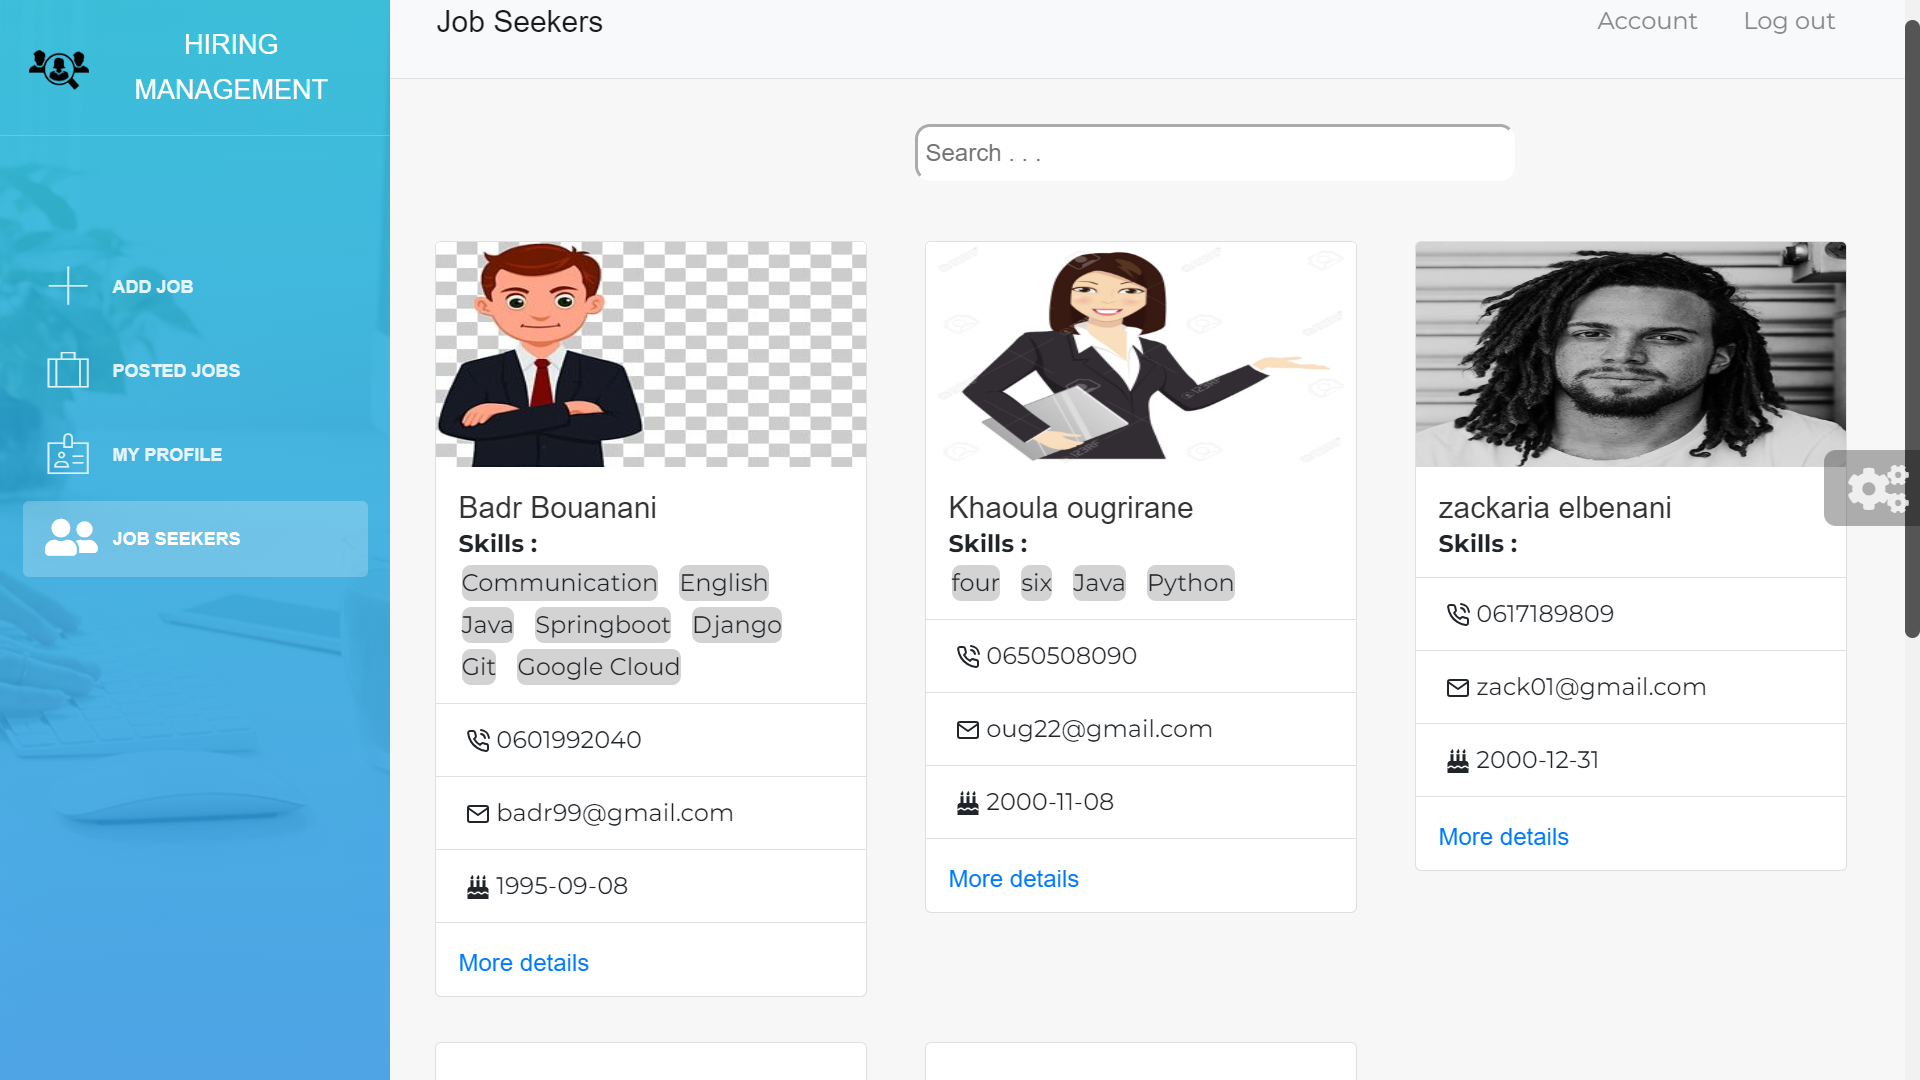 HIRING
MANAGEMENT
Job Seekers
Account
Log out
Search . . .
ADD JOB
POSTED JOBS
MY PROFILE
JOB SEEKERS
Badr Bouanani
Skills :
Communication English
Java Springboot Django
Git Google Cloud
0601992040
badr99@gmail.com
1995-09-08
More details
Khaoula ougrirane
Skills :
four six Java Python
0650508090
oug22@gmail.com
2000-11-08
More details
zackaria elbenani
Skills :
0617189809
zack01@gmail.com
2000-12-31
More details